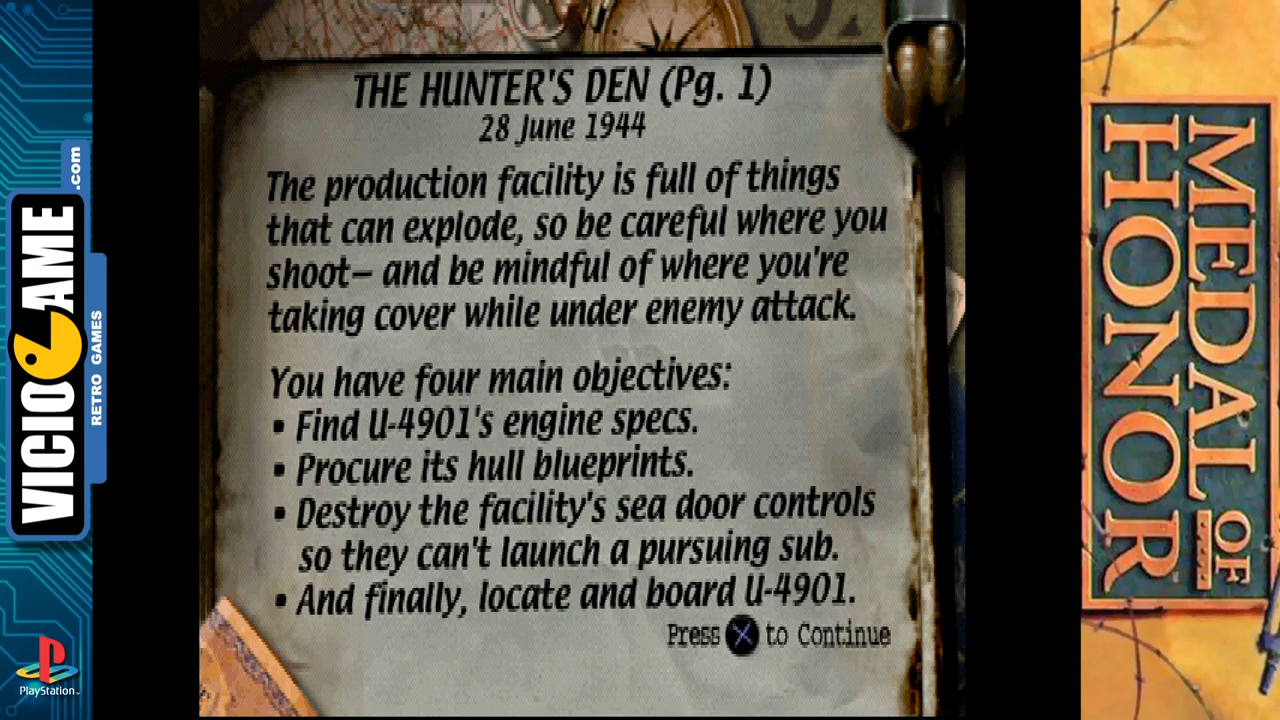 THE HUNTER'S DEN (Pg. 1)
28 June 1944
The production facility is full of things
that can explode, so be careful where you
shoot— and be mindful of where you're
taking cover while under enemy attack.
You have four main objectives:
• Find U-4901's engine specs.
• Procure its hull blueprints.
• Destroy the facility's sea door controls
so they can't launch a pursuing sub.
• And finally, locate and board U-4901.
Press X to Continue
VICIOGAME.com
RETRO GAMES
PlayStation
MEDAL OF
HONOR